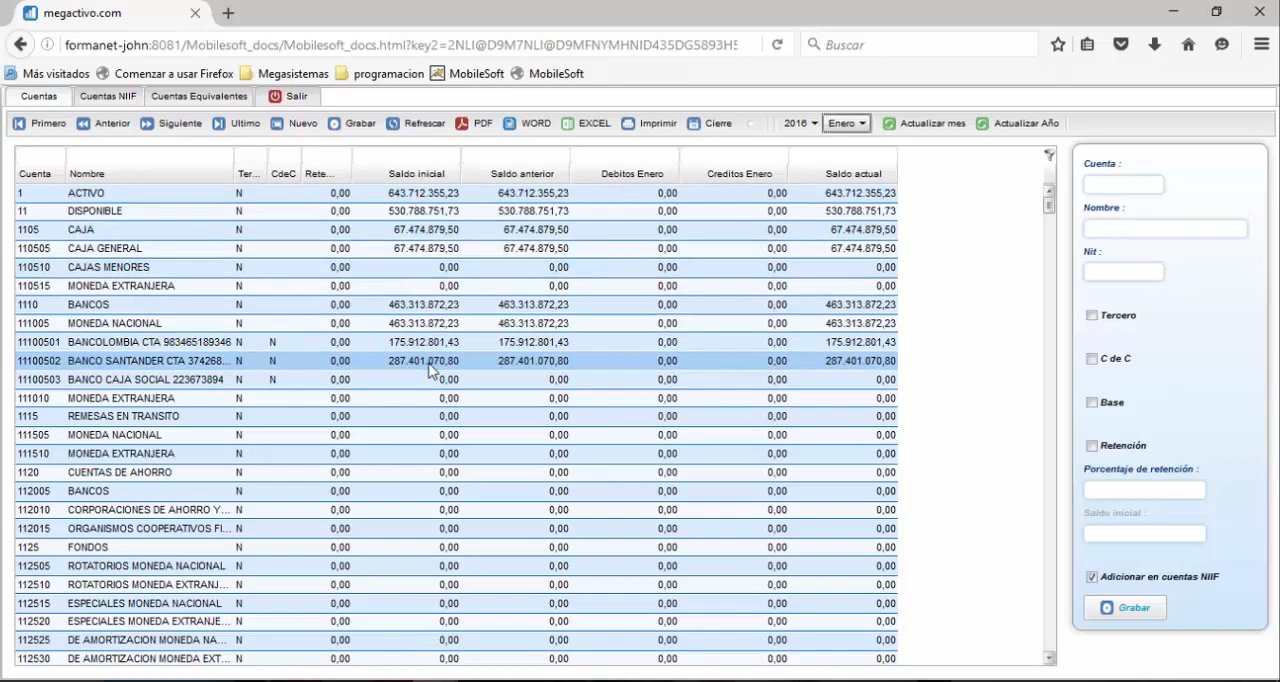 megactivo.com
formanet-john:8081/Mobilesoft_docs/Mobilesoft_docs.html?key2=2NLI@D9M7NLI@D9MFNYMHNID435DG5893H5 Buscar
Más visitados Comenzar a usar Firefox Megasistemas programacion MobileSoft MobileSoft
Cuentas Cuentas NIIF Cuentas Equivalentes Salir
Primero Anterior Siguiente Ultimo Nuevo Grabar Refrescar PDF WORD EXCEL Imprimir Cierre 2016 Enero Actualizar mes Actualizar Año
Cuenta Nombre Ter... CdeC Rete... Saldo inicial Saldo anterior Debitos Enero Creditos Enero Saldo actual
1 ACTIVO N 0,00 643.712.355,23 643.712.355,23 0,00 0,00 643.712.355,23
11 DISPONIBLE N 0,00 530.788.751,73 530.788.751,73 0,00 0,00 530.788.751,73
1105 CAJA N 0,00 67.474.879,50 67.474.879,50 0,00 0,00 67.474.879,50
110505 CAJA GENERAL N 0,00 67.474.879,50 67.474.879,50 0,00 0,00 67.474.879,50
110510 CAJAS MENORES N 0,00 0,00 0,00 0,00 0,00 0,00
110515 MONEDA EXTRANJERA N 0,00 0,00 0,00 0,00 0,00 0,00
1110 BANCOS N 0,00 463.313.872,23 463.313.872,23 0,00 0,00 463.313.872,23
111005 MONEDA NACIONAL N 0,00 463.313.872,23 463.313.872,23 0,00 0,00 463.313.872,23
11100501 BANCOLOMBIA CTA 983465189346 N N 0,00 175.912.801,43 175.912.801,43 0,00 0,00 175.912.801,43
11100502 BANCO SANTANDER CTA 374268... N N 0,00 287.401.070,80 287.401.070,80 0,00 0,00 287.401.070,80
11100503 BANCO CAJA SOCIAL 223673894 N N 0,00 0,00 0,00 0,00 0,00 0,00
111010 MONEDA EXTRANJERA N 0,00 0,00 0,00 0,00 0,00 0,00
1115 REMESAS EN TRANSITO N 0,00 0,00 0,00 0,00 0,00 0,00
111505 MONEDA NACIONAL N 0,00 0,00 0,00 0,00 0,00 0,00
111510 MONEDA EXTRANJERA N 0,00 0,00 0,00 0,00 0,00 0,00
1120 CUENTAS DE AHORRO N 0,00 0,00 0,00 0,00 0,00 0,00
112005 BANCOS N 0,00 0,00 0,00 0,00 0,00 0,00
112010 CORPORACIONES DE AHORRO Y... N 0,00 0,00 0,00 0,00 0,00 0,00
112015 ORGANISMOS COOPERATIVOS FI... N 0,00 0,00 0,00 0,00 0,00 0,00
1125 FONDOS N 0,00 0,00 0,00 0,00 0,00 0,00
112505 ROTATORIOS MONEDA NACIONAL N 0,00 0,00 0,00 0,00 0,00 0,00
112510 ROTATORIOS MONEDA EXTRANJ... N 0,00 0,00 0,00 0,00 0,00 0,00
112515 ESPECIALES MONEDA NACIONAL N 0,00 0,00 0,00 0,00 0,00 0,00
112520 ESPECIALES MONEDA EXTRANJE... N 0,00 0,00 0,00 0,00 0,00 0,00
112525 DE AMORTIZACION MONEDA NA... N 0,00 0,00 0,00 0,00 0,00 0,00
112530 DE AMORTIZACION MONEDA EXT... N 0,00 0,00 0,00 0,00 0,00 0,00
Cuenta :
Nombre :
Nit :
Tercero
C de C
Base
Retención
Porcentaje de retención :
Saldo inicial :
Adicionar en cuentas NIIF
Grabar